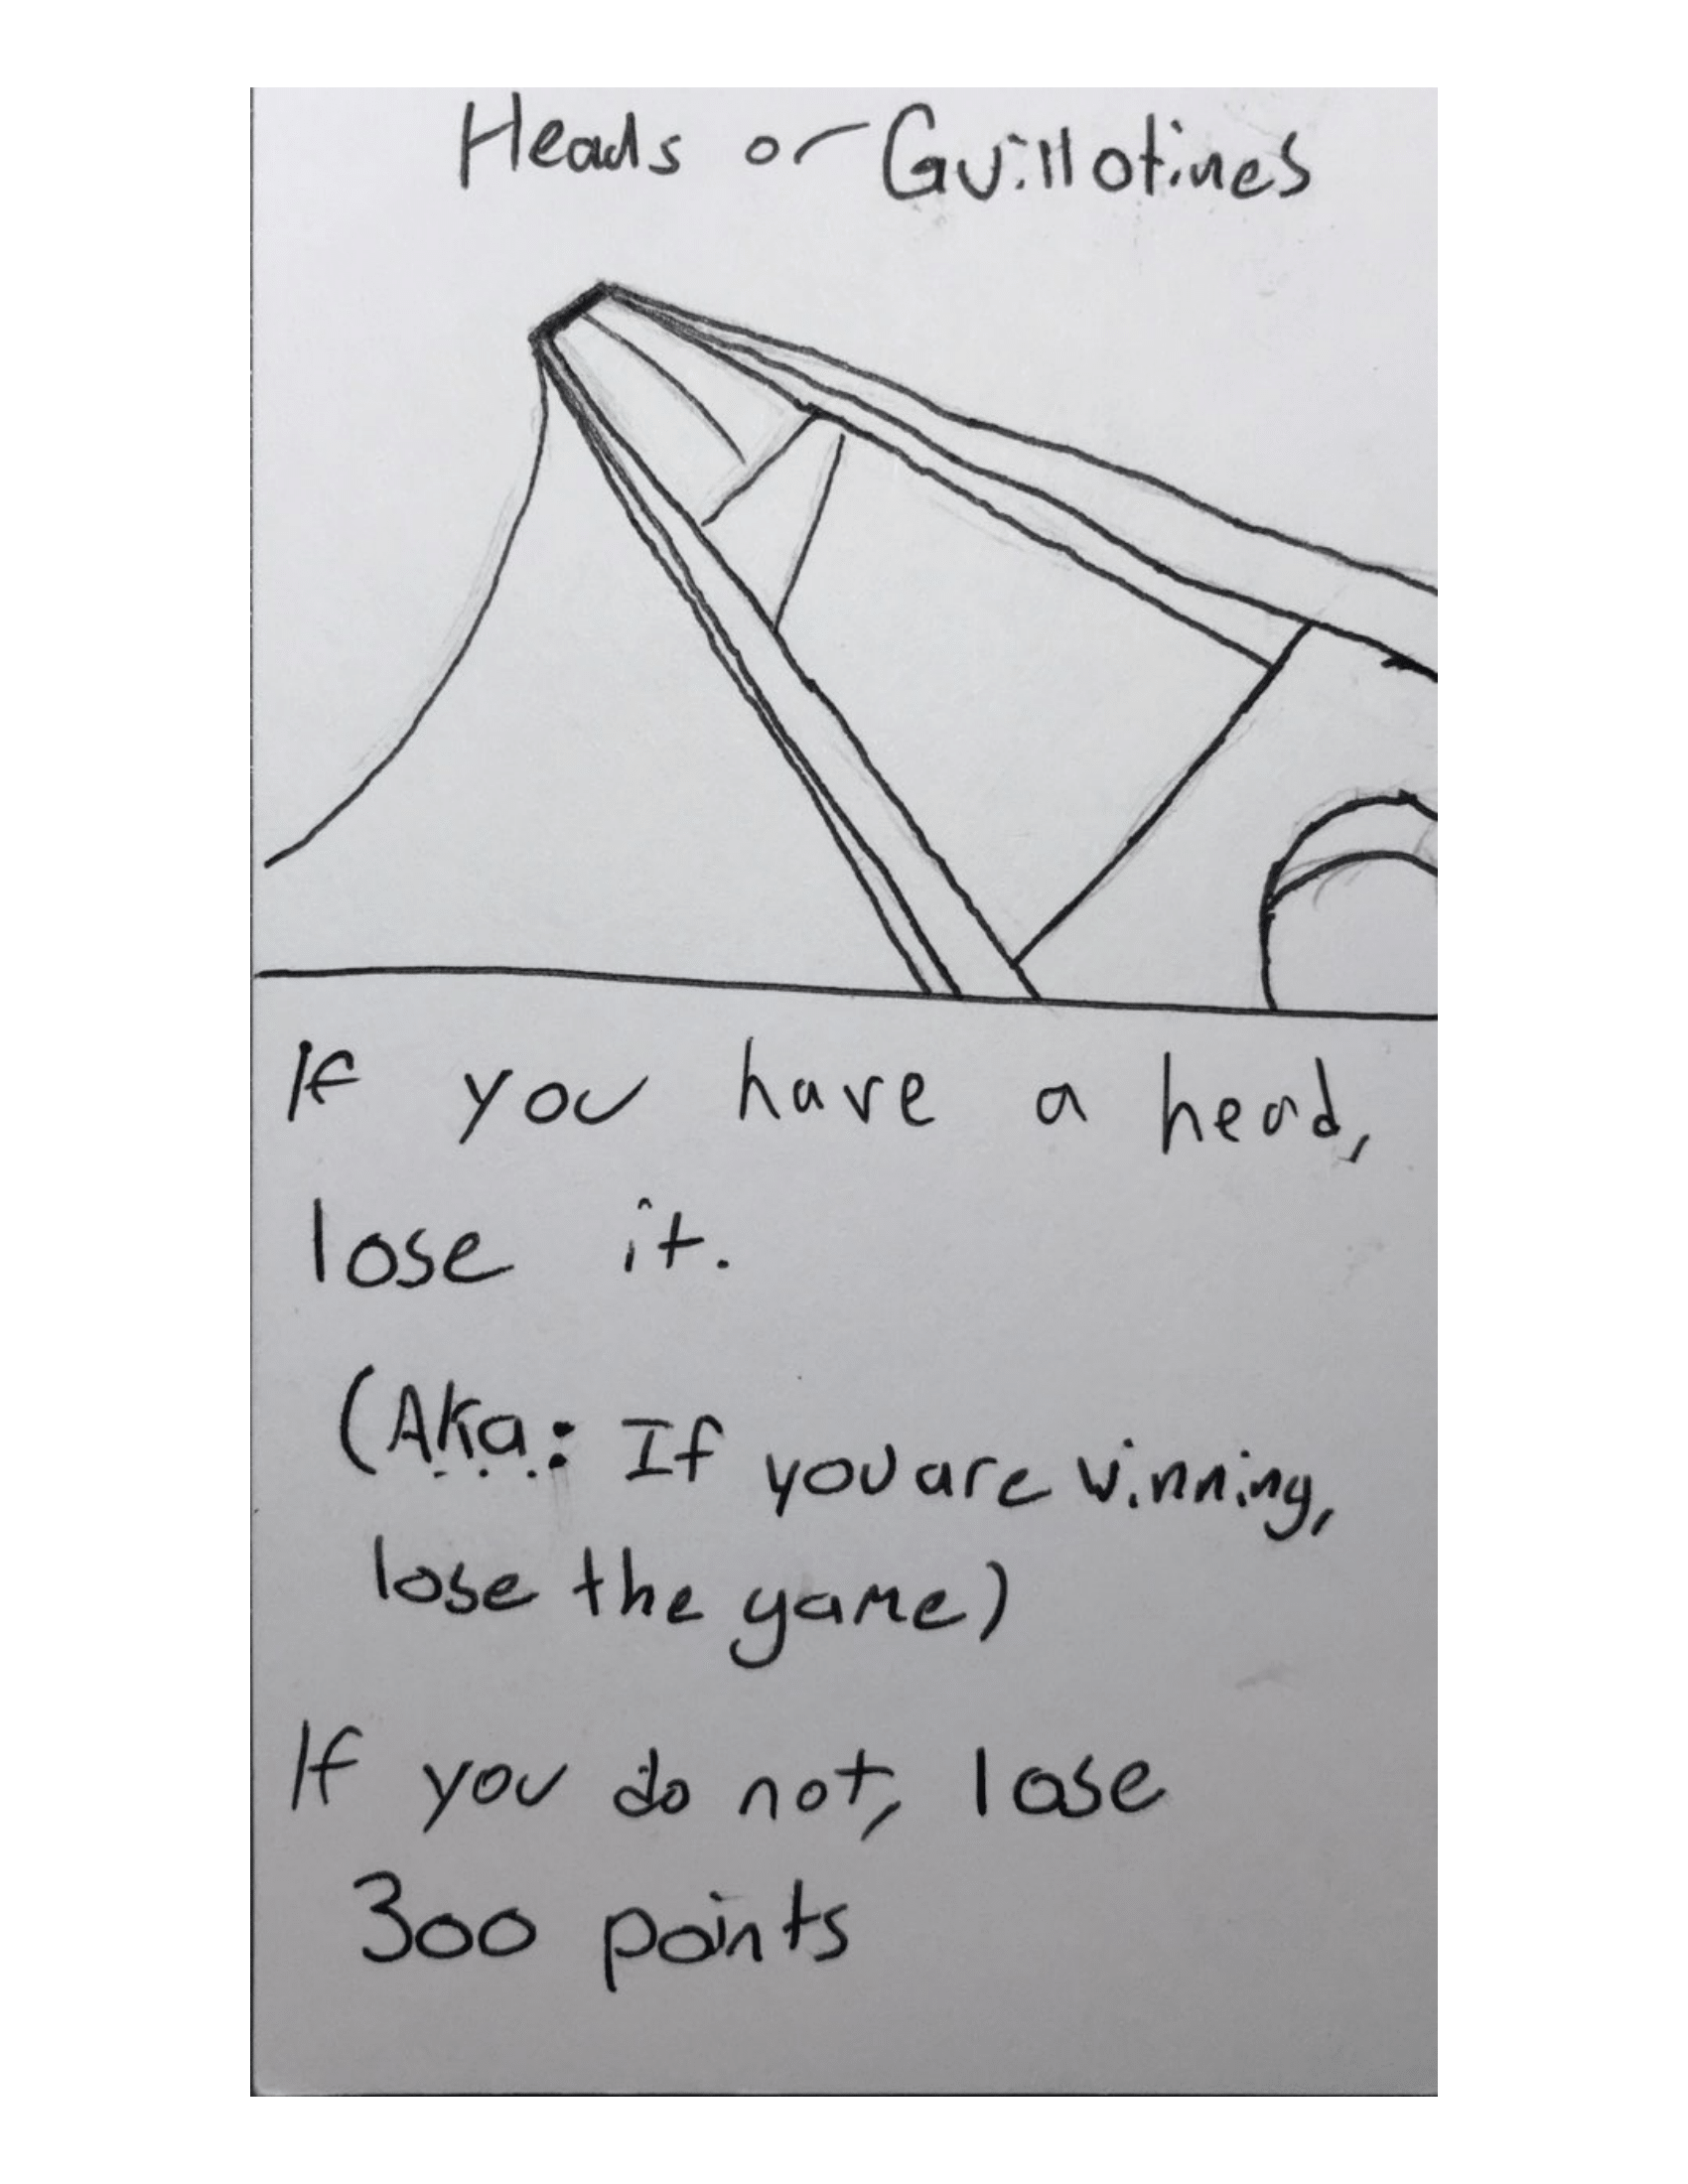 Heads or Guillotines
If you have a head,
lose it.
(Aka: If you are winning,
lose the game)
If you do not, lose
300 points